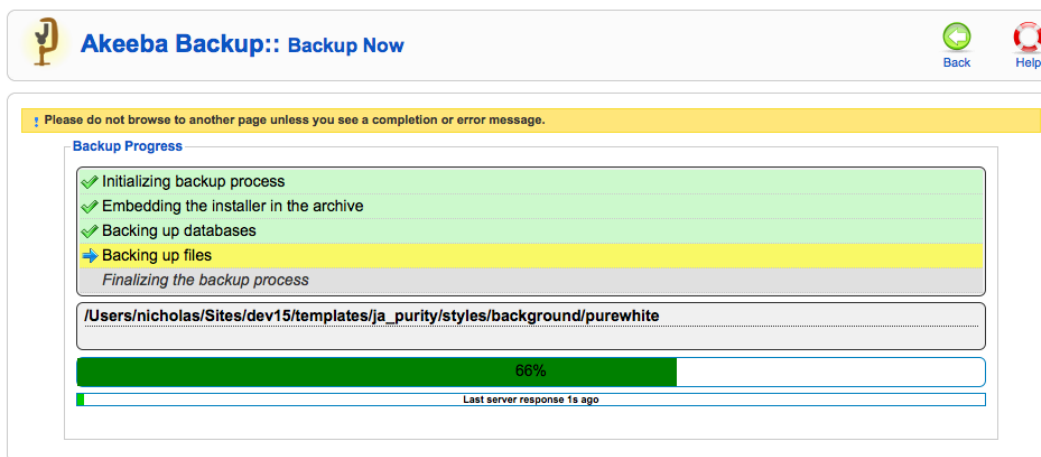 Akeeba Backup:: Backup Now
Back
Help
! Please do not browse to another page unless you see a completion or error message.
Backup Progress
Initializing backup process
Embedding the installer in the archive
Backing up databases
Backing up files
Finalizing the backup process
/Users/nicholas/Sites/dev15/templates/ja_purity/styles/background/purewhite
66%
Last server response 1s ago